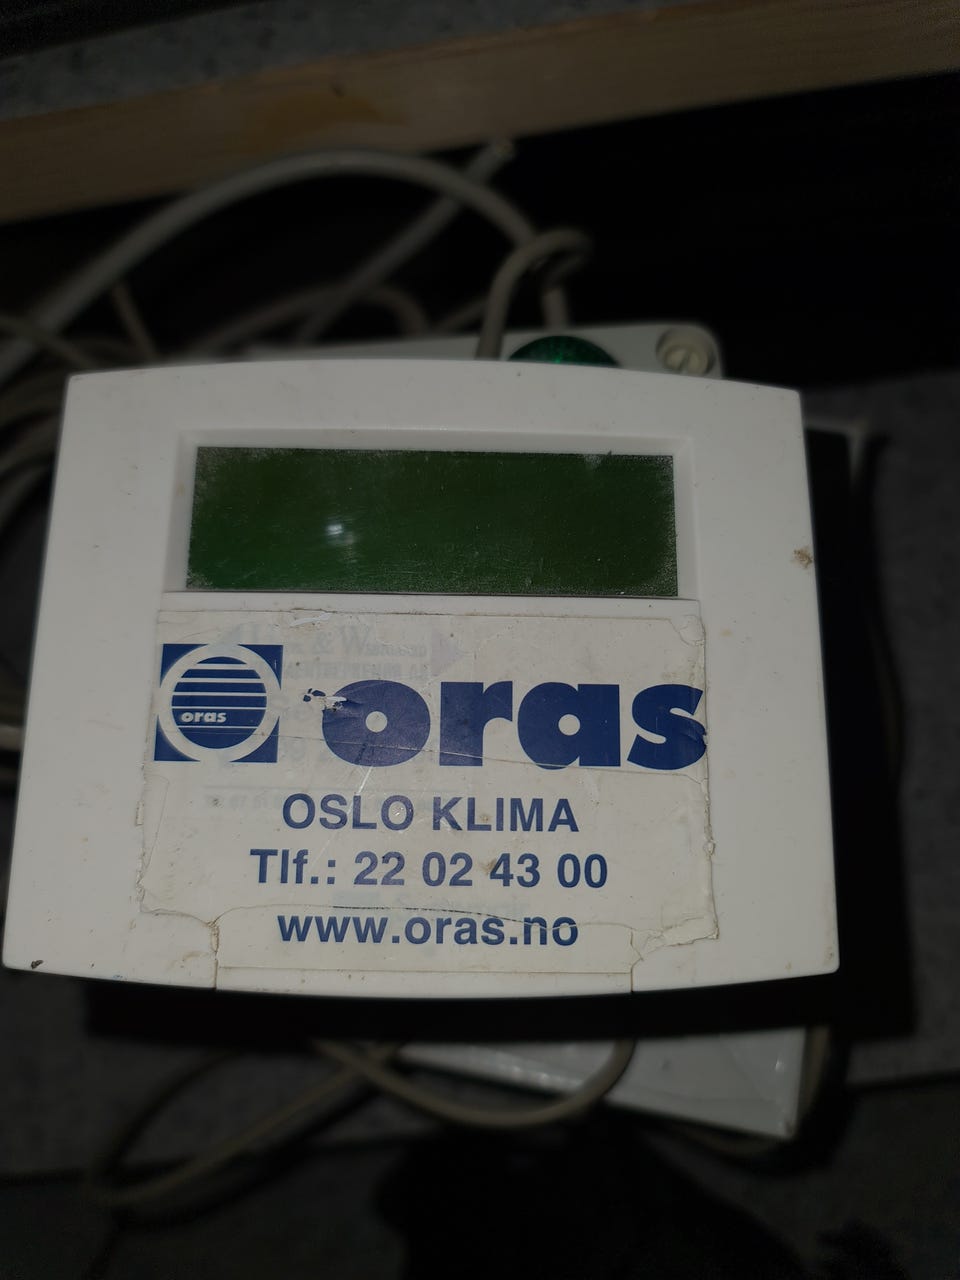 oras
oras
OSLO KLIMA
Tlf.: 22 02 43 00
www.oras.no